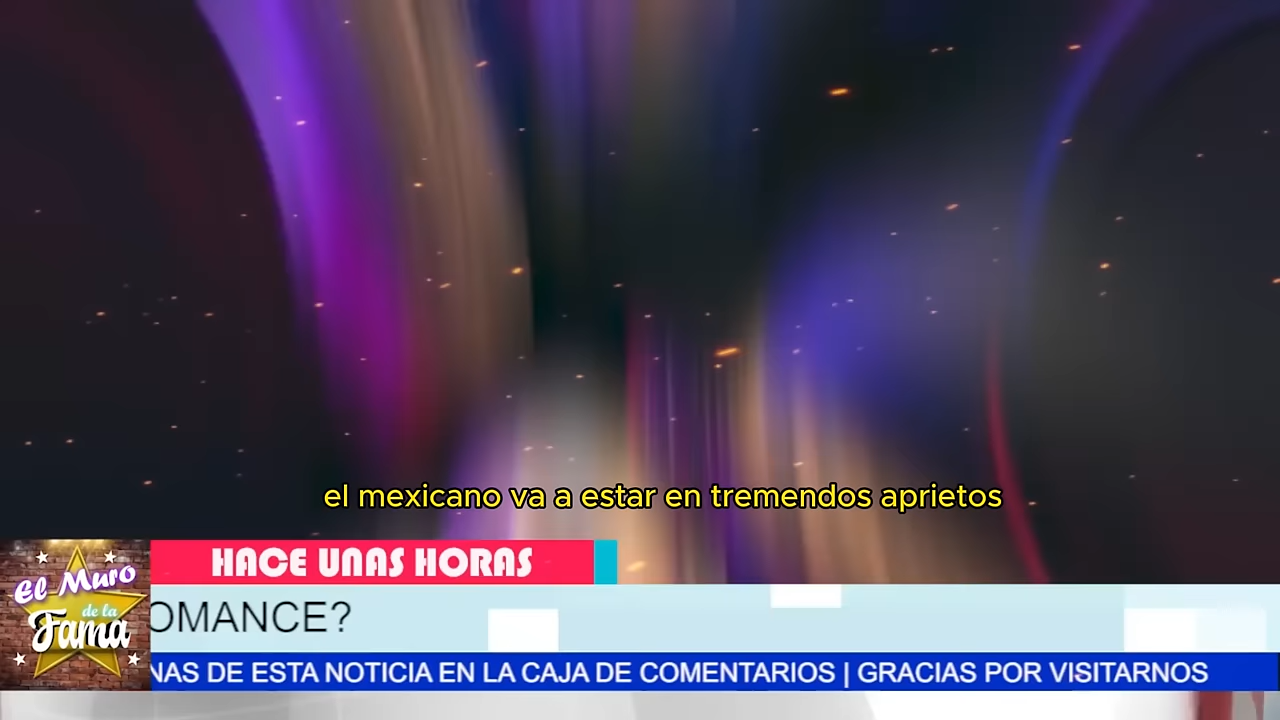 el mexicano va a estar en tremendos aprietos
HACE UNAS HORAS
El Muro
de la
Fama
OMANCE?
NAS DE ESTA NOTICIA EN LA CAJA DE COMENTARIOS | GRACIAS POR VISITARNOS